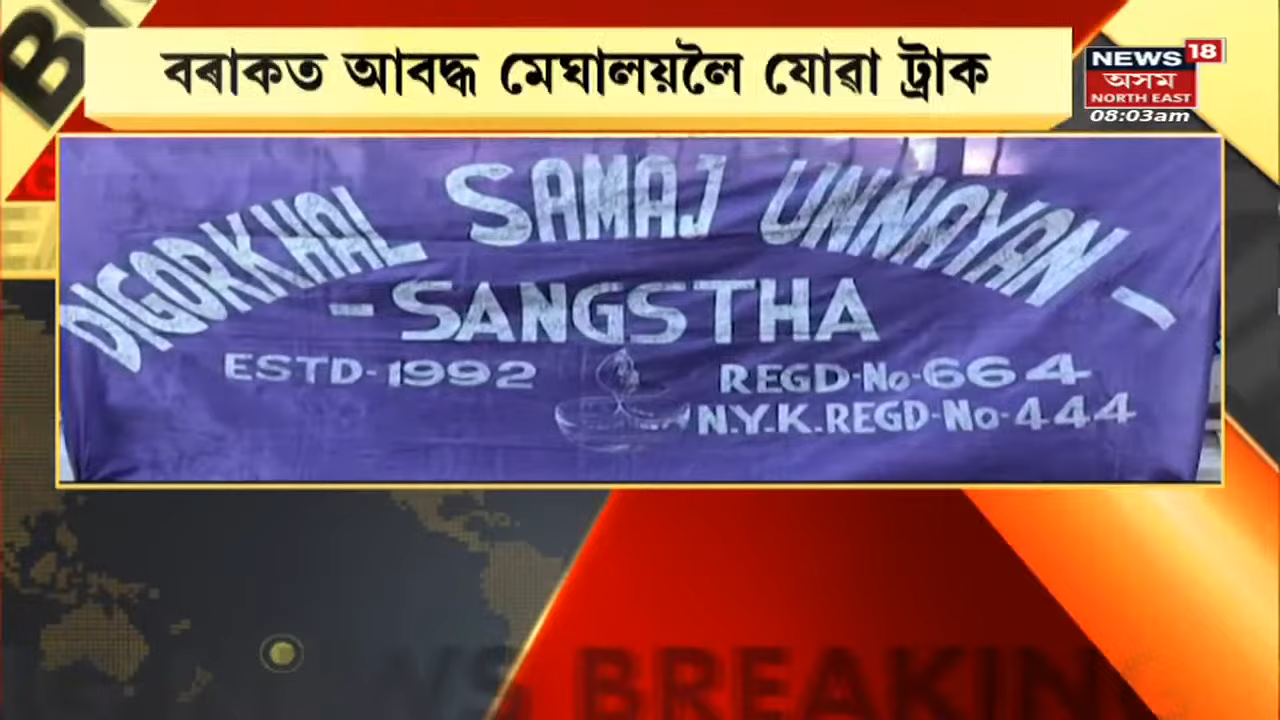 বৰাকত আবদ্ধ মেঘালয়লৈ যোৱা ট্ৰাক
NEWS 18
অসম
NORTH EAST
08:03am
DIGORKHAL SAMAJ UNNAYAN -
- SANGSTHA
ESTD-1992
REGD-No-664
N.Y.K.REGD-No-444
BREAKIN